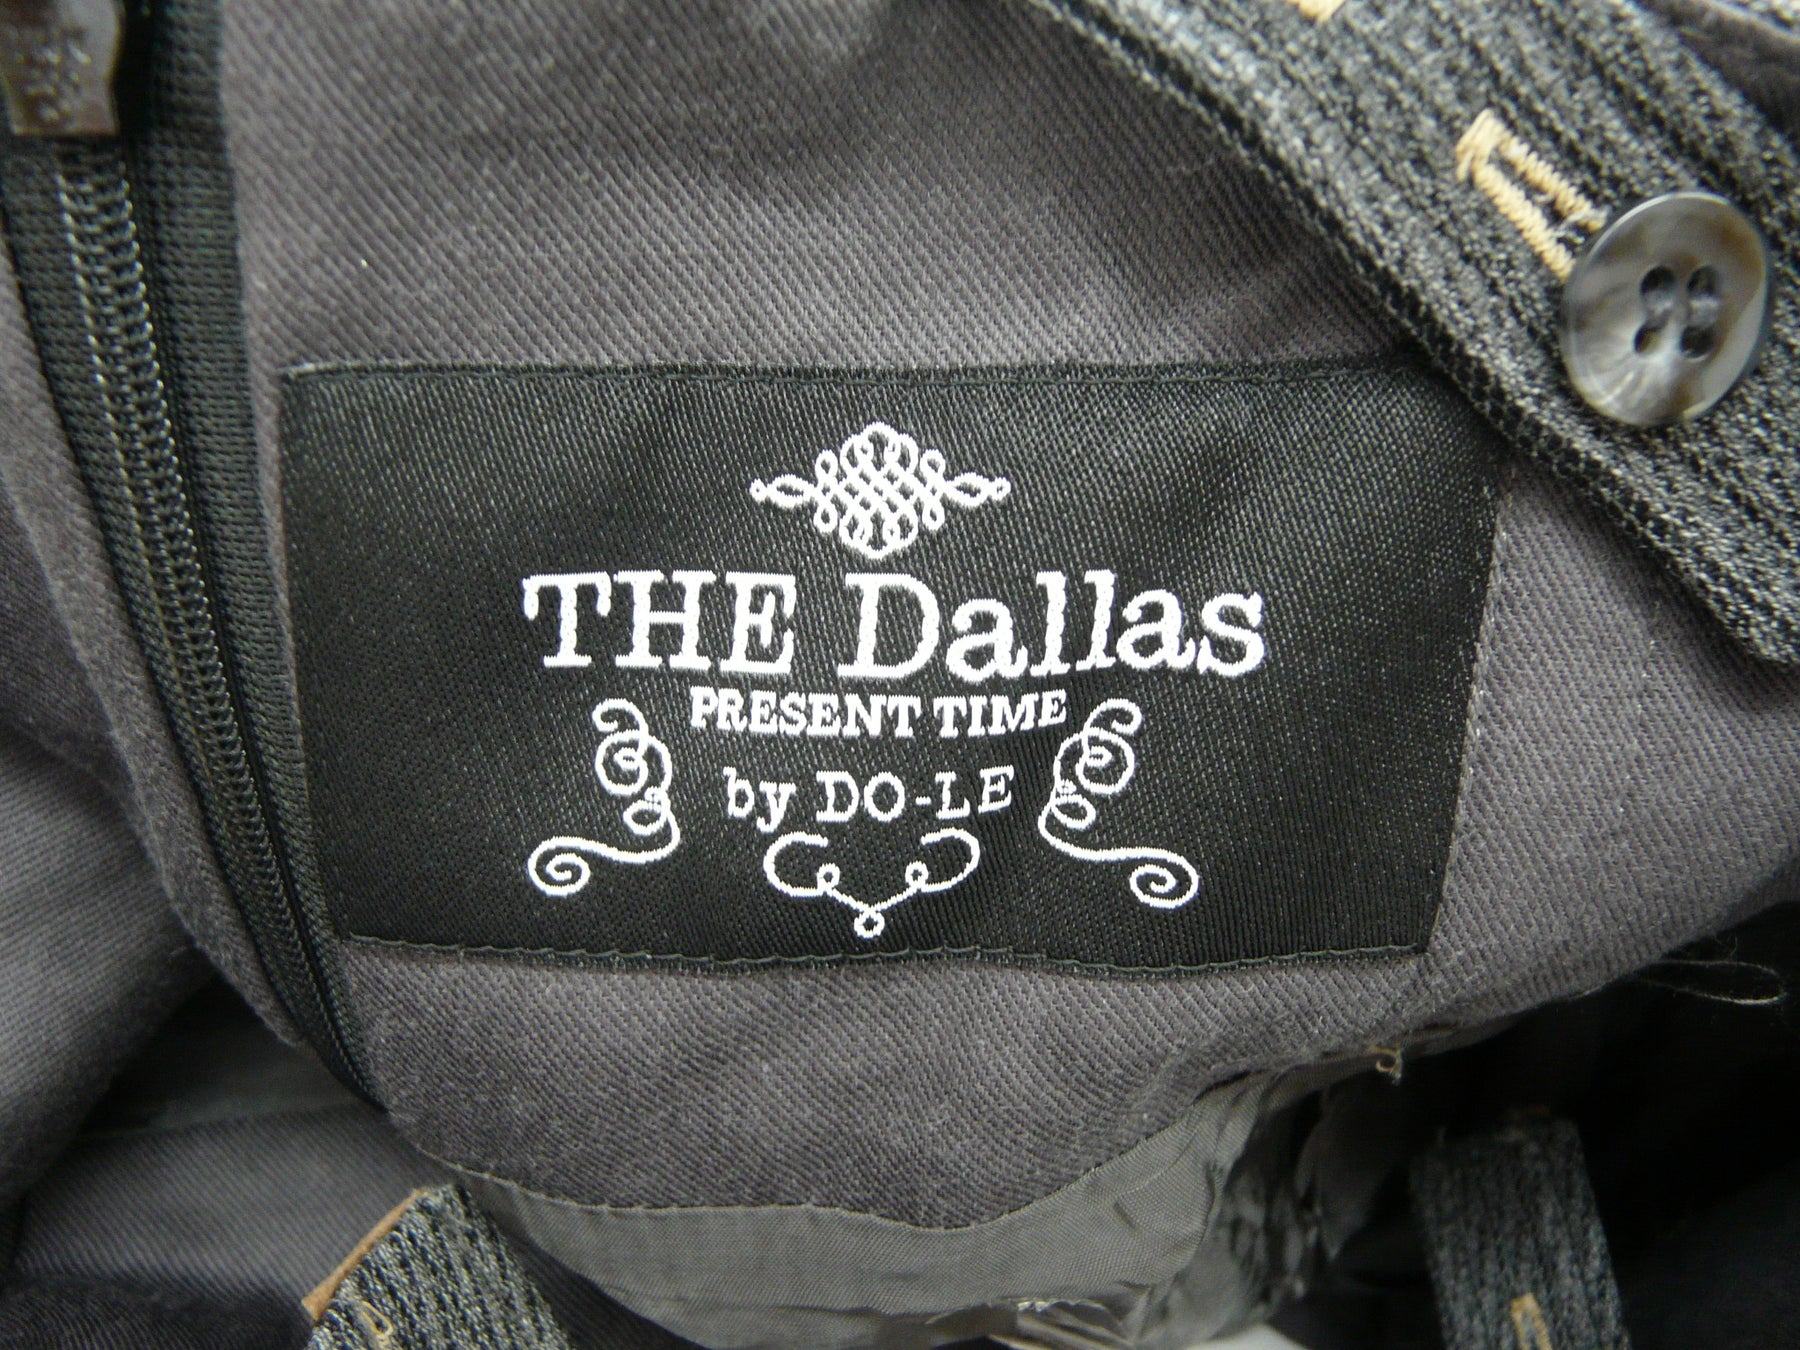 THE Dallas
PRESENT TIME
by DO-LE